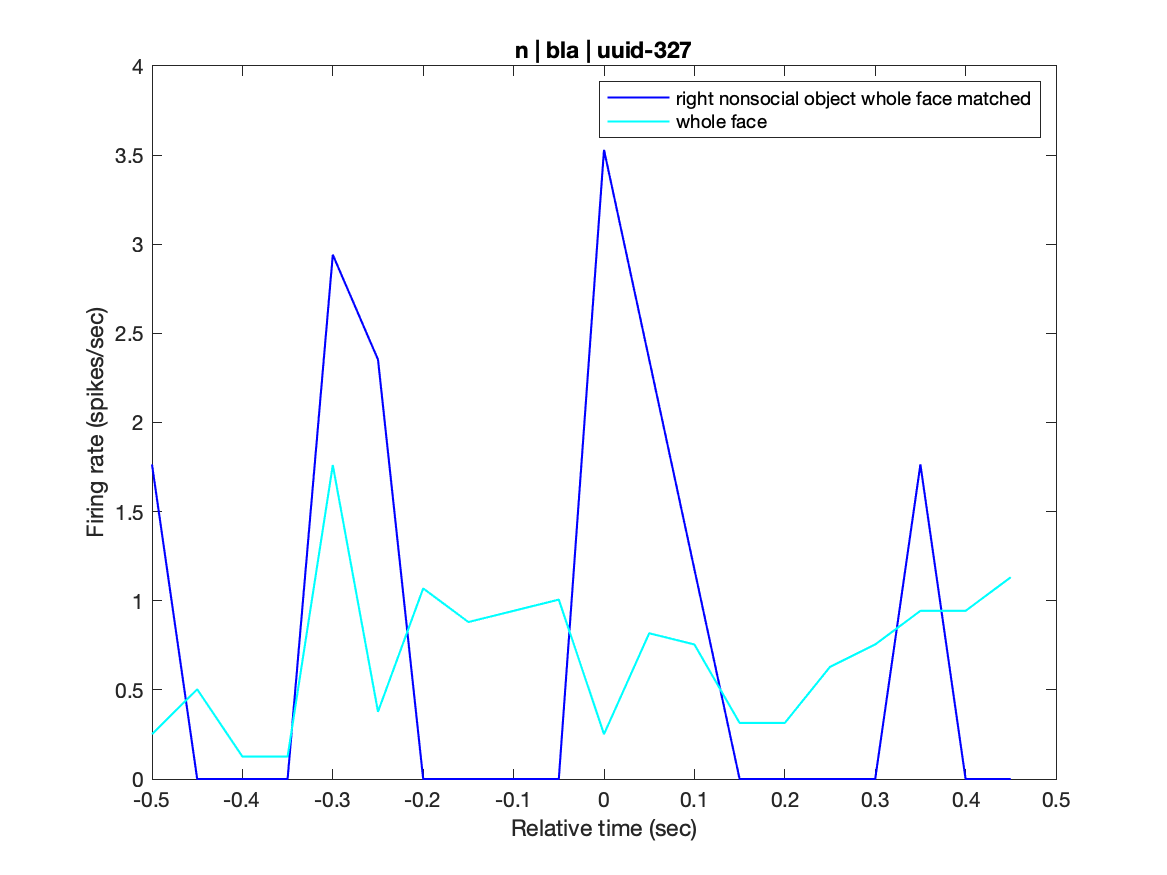 n | bla | uuid-327
right nonsocial object whole face matched
whole face
Firing rate (spikes/sec)
4
3.5
3
2.5
2
1.5
1
0.5
0
-0.5 -0.4 -0.3 -0.2 -0.1 0 0.1 0.2 0.3 0.4 0.5
Relative time (sec)